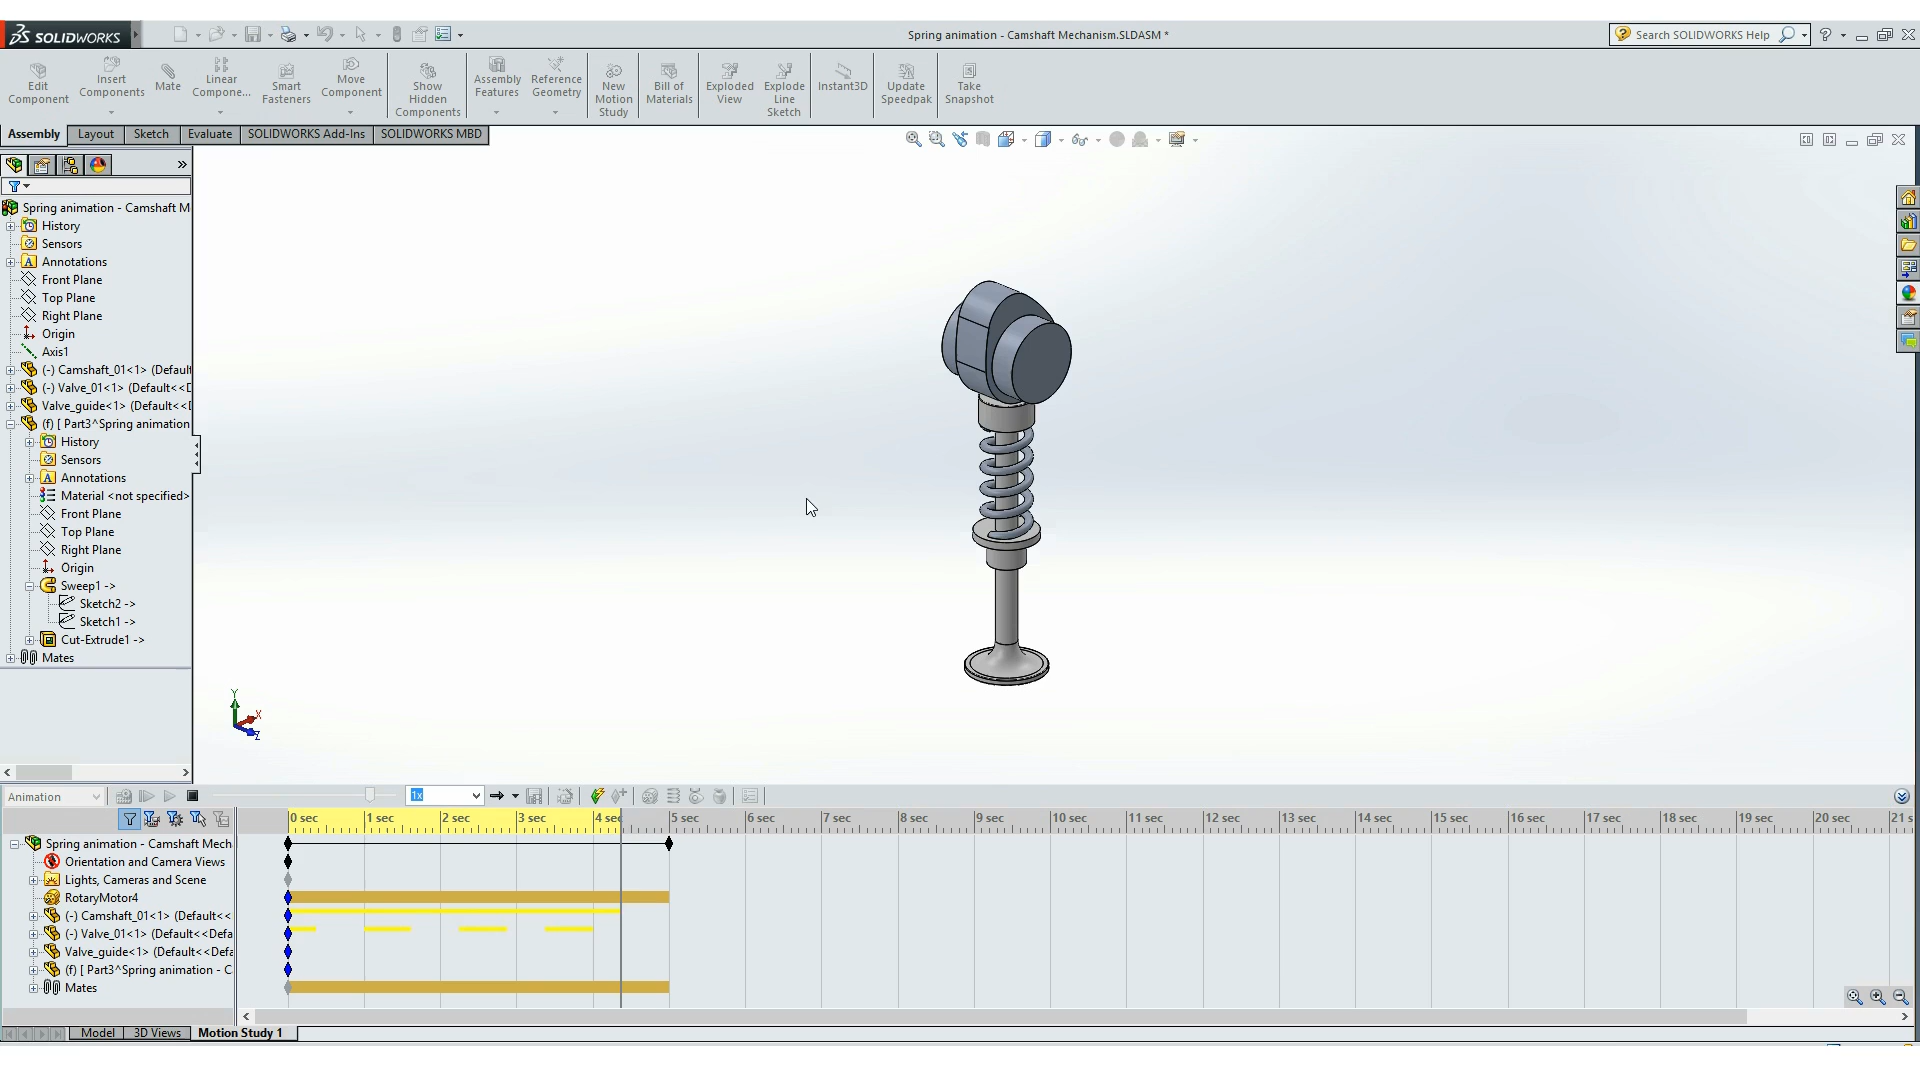 SOLIDWORKS
Spring animation - Camshaft Mechanism.SLDASM *
Search SOLIDWORKS Help
Edit Component
Insert Components
Mate
Linear Compone...
Smart Fasteners
Move Component
Show Hidden Components
Assembly Features
Reference Geometry
New Motion Study
Bill of Materials
Exploded View
Explode Line Sketch
Instant3D
Update Speedpak
Take Snapshot
Assembly
Layout
Sketch
Evaluate
SOLIDWORKS Add-Ins
SOLIDWORKS MBD
Spring animation - Camshaft M
History
Sensors
Annotations
Front Plane
Top Plane
Right Plane
Origin
Axis1
(-) Camshaft_01<1> (Defaul
(-) Valve_01<1> (Default<<D
Valve_guide<1> (Default<<D
(f) [ Part3^Spring animation
History
Sensors
Annotations
Material <not specified>
Front Plane
Top Plane
Right Plane
Origin
Sweep1 ->
Sketch2 ->
Sketch1 ->
Cut-Extrude1 ->
Mates
Y
X
Z
Animation
1x
0 sec
1 sec
2 sec
3 sec
4 sec
5 sec
6 sec
7 sec
8 sec
9 sec
10 sec
11 sec
12 sec
13 sec
14 sec
15 sec
16 sec
17 sec
18 sec
19 sec
20 sec
21 s
Spring animation - Camshaft Mech
Orientation and Camera Views
Lights, Cameras and Scene
RotaryMotor4
(-) Camshaft_01<1> (Default<<
(-) Valve_01<1> (Default<<Defa
Valve_guide<1> (Default<<Defa
(f) [ Part3^Spring animation - C
Mates
Model
3D Views
Motion Study 1